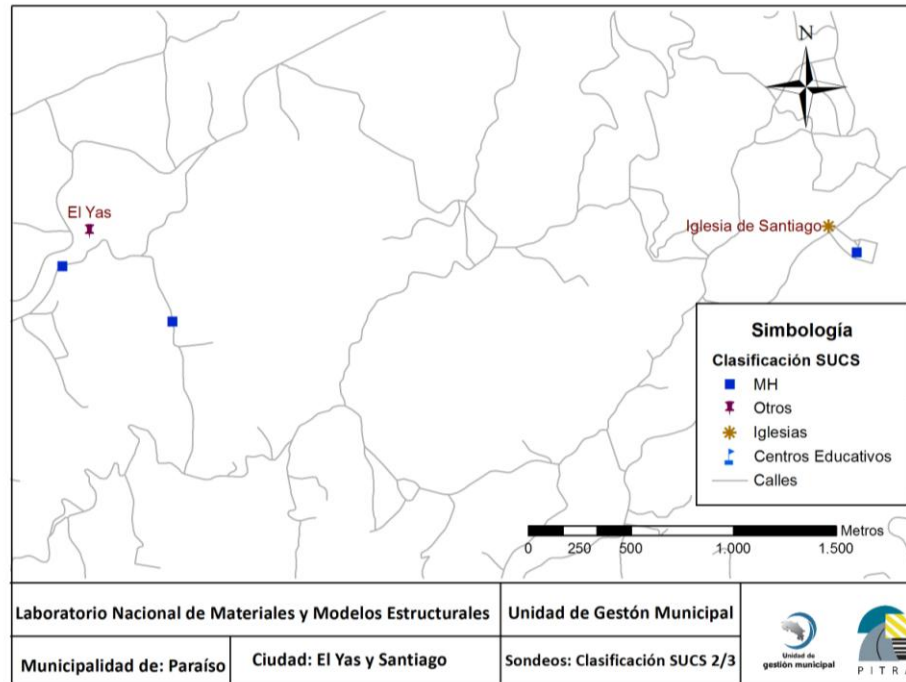 N
El Yas
Iglesia de Santiago
Simbología
Clasificación SUCS
MH
Otros
Iglesias
Centros Educativos
Calles
Metros
0 250 500 1.000 1.500
Laboratorio Nacional de Materiales y Modelos Estructurales
Unidad de Gestón Municipal
Municipalidad de: Paraíso
Ciudad: El Yas y Santiago
Sondeos: Clasificación SUCS 2/3
Unidad de
gestión municipal
PITRA